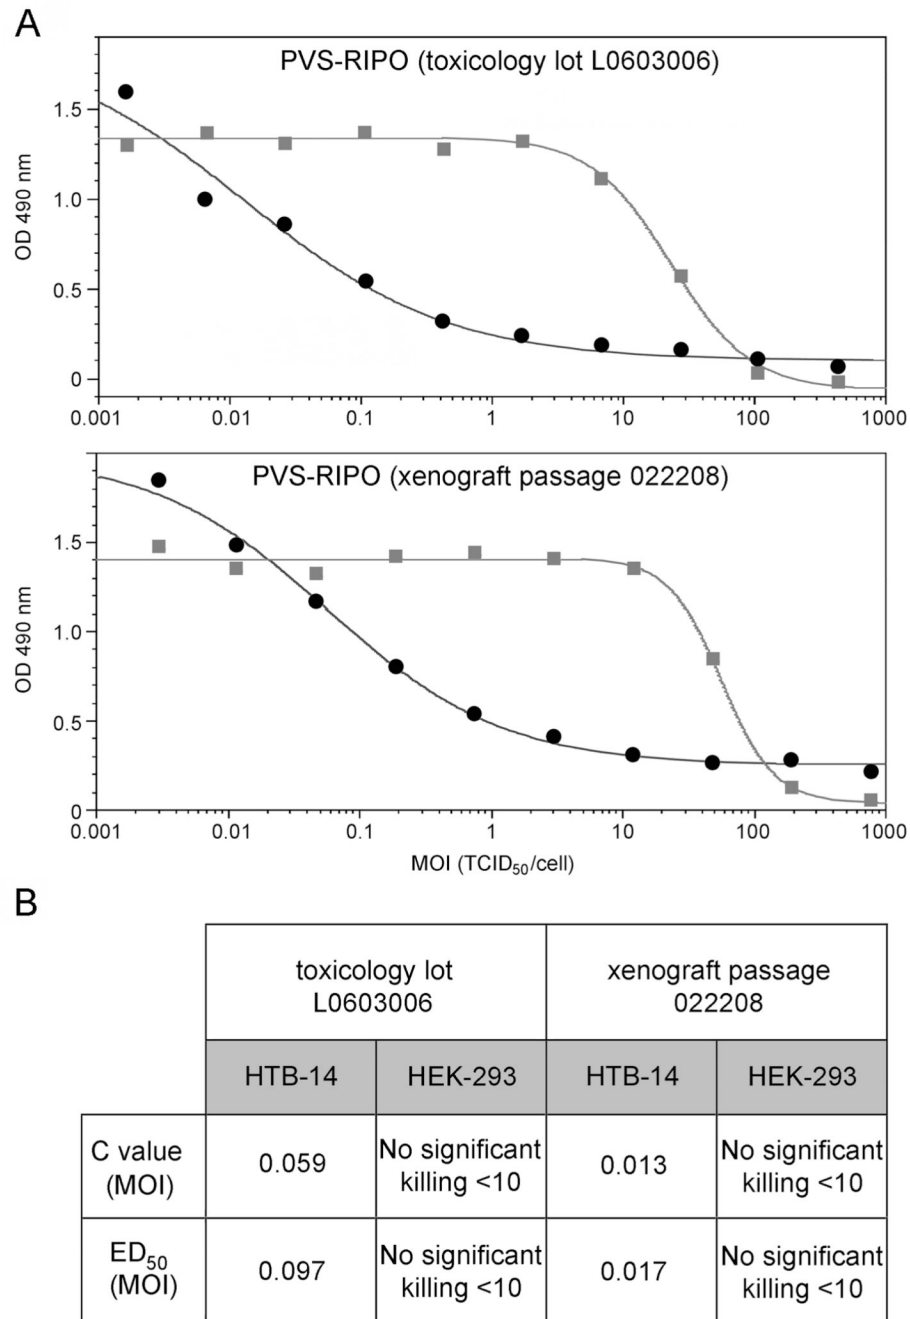 A
PVS-RIPO (toxicology lot L0603006)
OD 490 nm
1.5
1.0
0.5
0
0.001 0.01 0.1 1 10 100 1000
PVS-RIPO (xenograft passage 022208)
OD 490 nm
1.5
1.0
0.5
0
0.001 0.01 0.1 1 10 100 1000
MOI (TCID50/cell)
B
toxicology lot
L0603006
xenograft passage
022208
HTB-14 HEK-293 HTB-14 HEK-293
C value
(MOI)
0.059
No significant
killing <10
0.013
No significant
killing <10
ED50
(MOI)
0.097
No significant
killing <10
0.017
No significant
killing <10